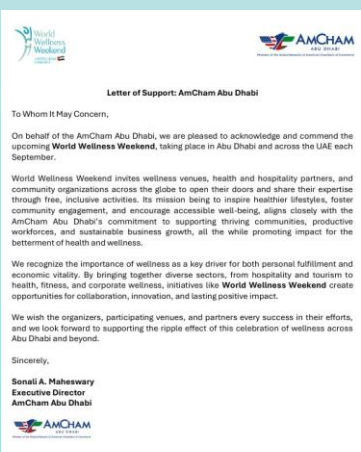 World
Wellness
Weekend
AMCHAM
ABU DHABI
Letter of Support: AmCham Abu Dhabi
To Whom It May Concern,
On behalf of the AmCham Abu Dhabi, we are pleased to acknowledge and commend the
upcoming World Wellness Weekend, taking place in Abu Dhabi and across the UAE each
September.
World Wellness Weekend invites wellness venues, health and hospitality partners, and
community organizations across the globe to open their doors and share their expertise
through free, inclusive activities. Its mission being to inspire healthier lifestyles, foster
community engagement, and encourage accessible well-being, aligns closely with the
AmCham Abu Dhabi's commitment to supporting thriving communities, productive
workforces, and sustainable business growth, all the while promoting impact for the
betterment of health and wellness.
We recognize the importance of wellness as a key driver for both personal fulfillment and
economic vitality. By bringing together diverse sectors, from hospitality and tourism to
health, fitness, and corporate wellness, initiatives like World Wellness Weekend create
opportunities for collaboration, innovation, and lasting positive impact.
We wish the organizers, participating venues, and partners every success in their efforts,
and we look forward to supporting the ripple effect of this celebration of wellness across
Abu Dhabi and beyond.
Sincerely,
Sonali A. Maheswary
Executive Director
AmCham Abu Dhabi
AMCHAM
ABU DHABI